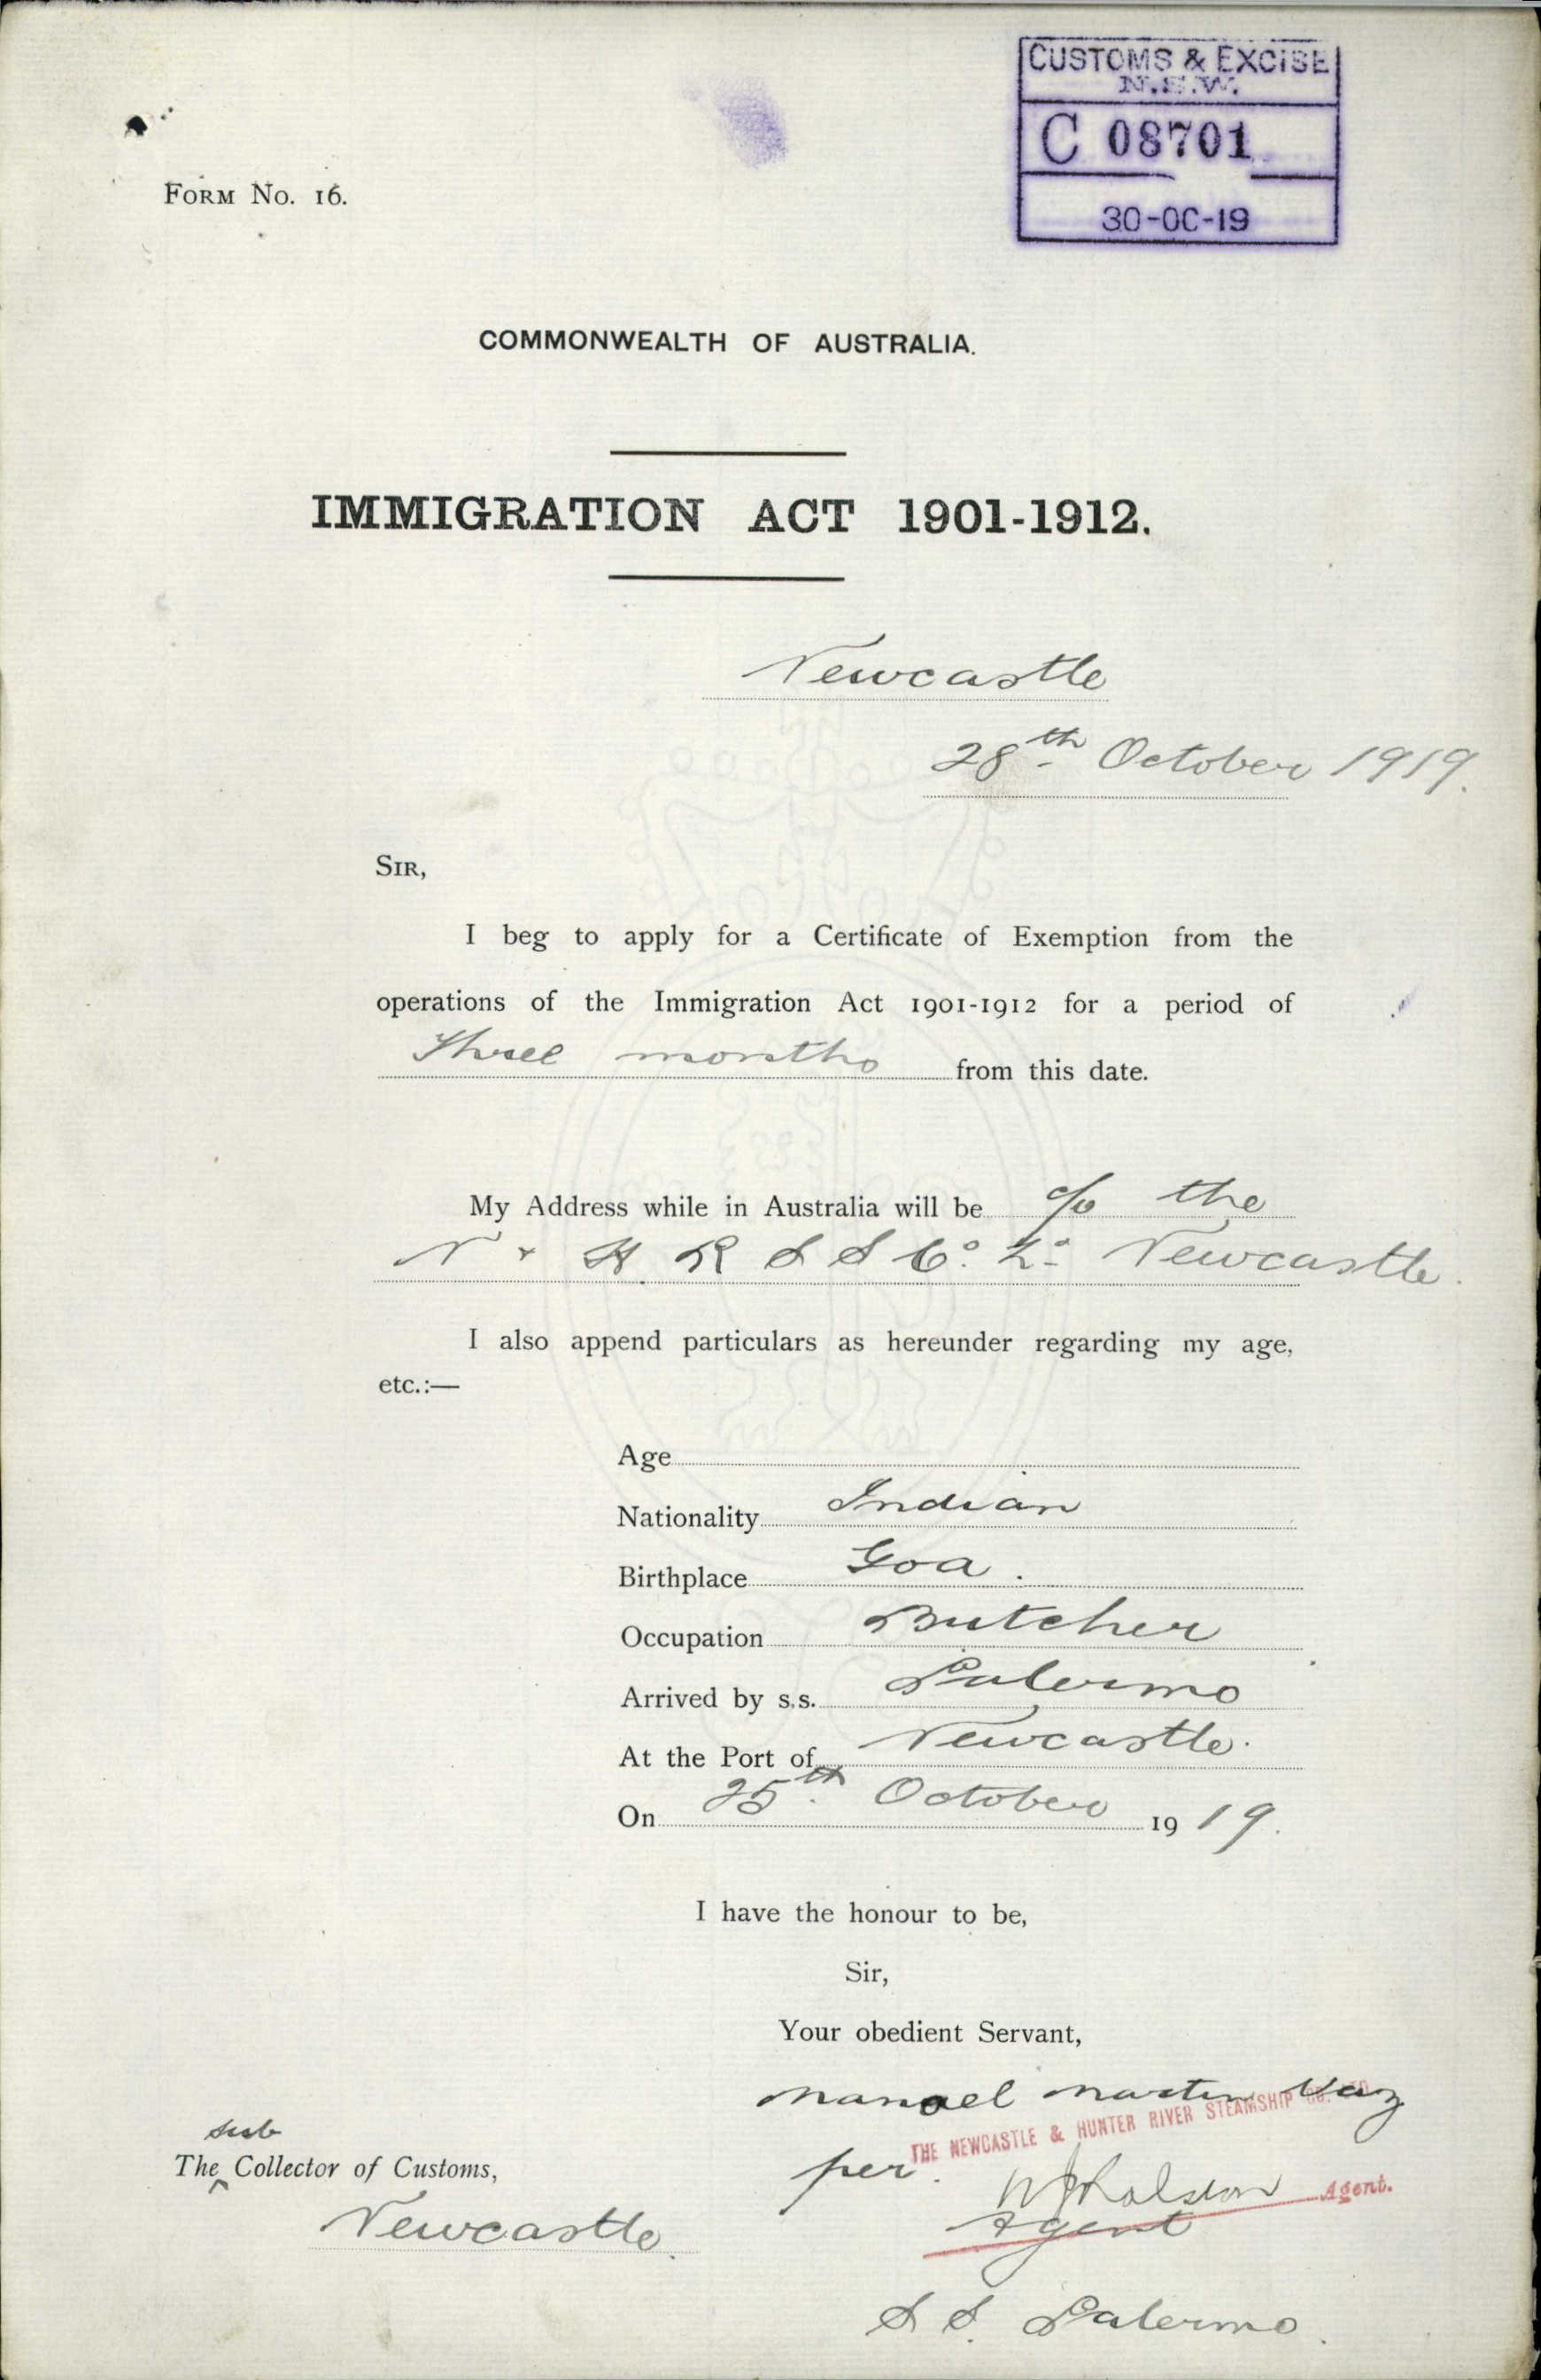 CUSTOMS & EXCISE
N.S.W.
C 08701
30-OC-19
FORM No. 16.
COMMONWEALTH OF AUSTRALIA.
IMMIGRATION ACT 1901-1912.
Newcastle
28th October 1919.
SIR,
I beg to apply for a Certificate of Exemption from the
operations of the Immigration Act 1901-1912 for a period of
Three months from this date.
My Address while in Australia will be c/o the
N & H R S S Co. Ld. Newcastle.
I also append particulars as hereunder regarding my age,
etc.:—
Age
Nationality Indian
Birthplace Goa.
Occupation Butcher
Arrived by s.s. Palermo
At the Port of Newcastle.
On 25th October 1919.
I have the honour to be,
Sir,
Your obedient Servant,
Manoel Martin Vaz
THE NEWCASTLE & HUNTER RIVER STEAMSHIP CO. LTD
per. Ralston Agent.
Agent
S S. Palermo.
sub
The Collector of Customs,
Newcastle.